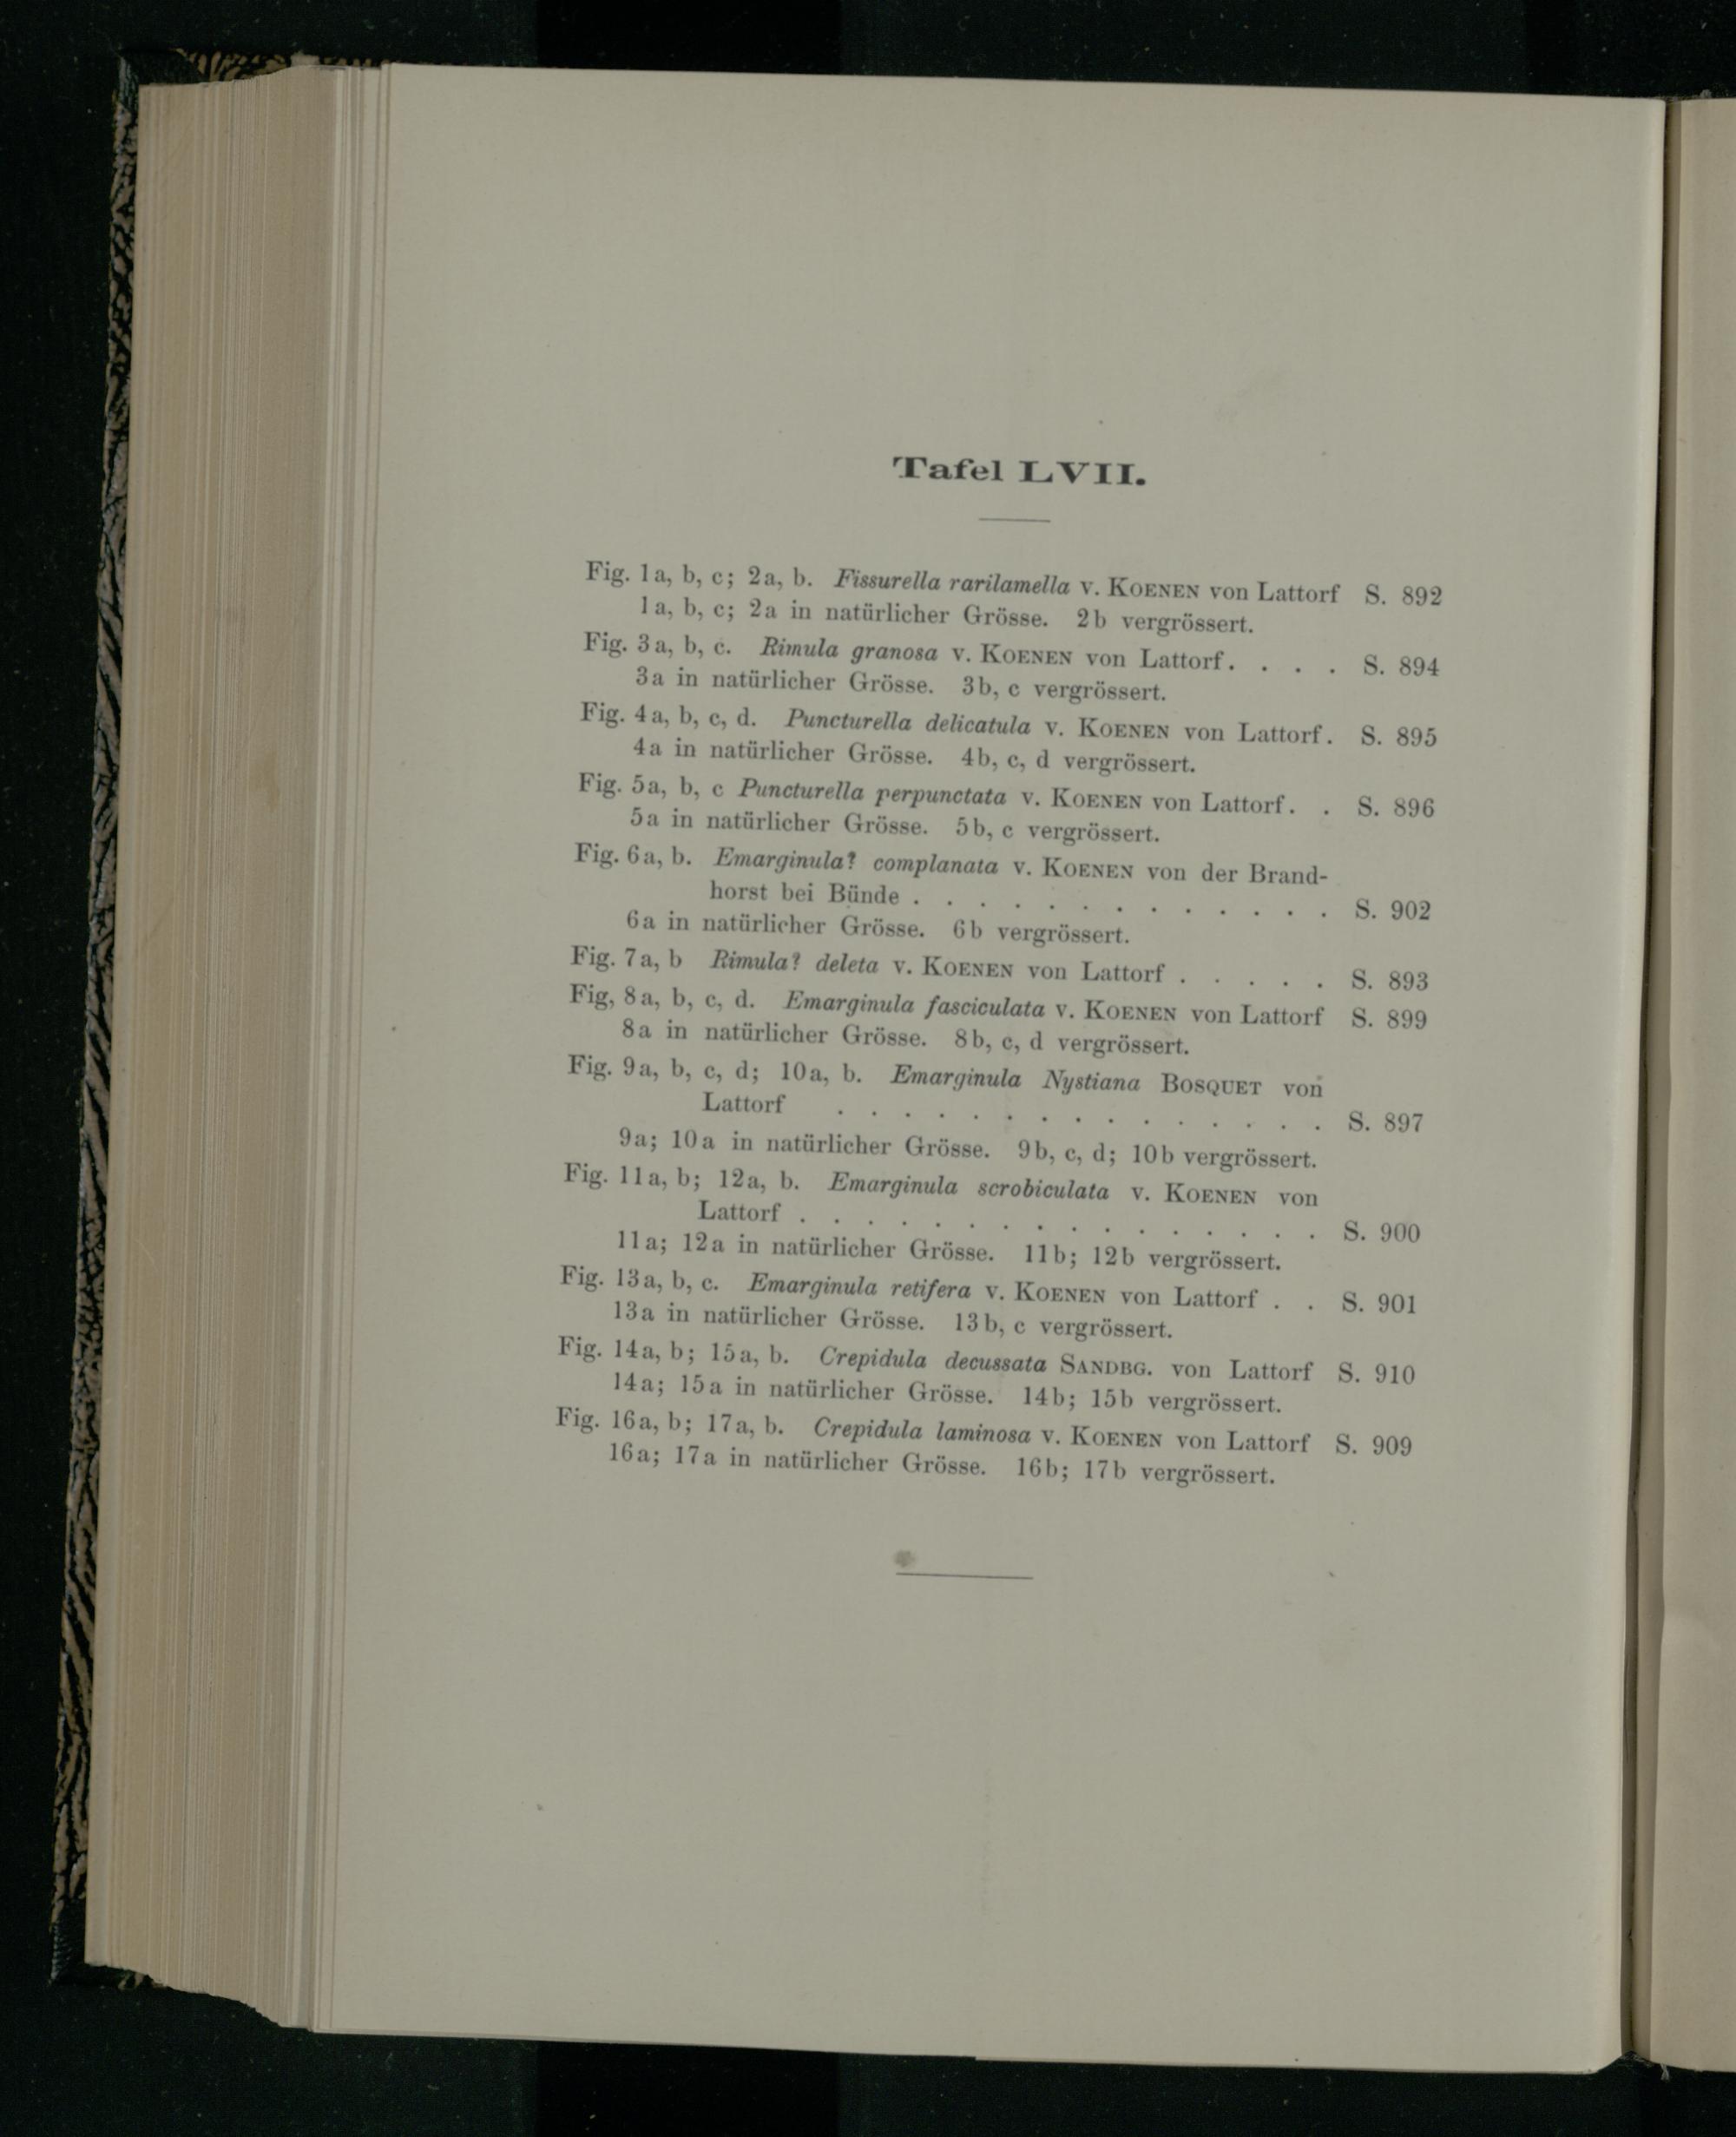 Tafel LVII.
Fig. 1a, b, c; 2a, b. Fissurella rarilamella v. KOENEN von Lattorf S. 892
1a, b, c; 2a in natürlicher Grösse. 2b vergrössert.
Fig. 3a, b, c. Rimula granosa v. KOENEN von Lattorf. . . . S. 894
3a in natürlicher Grösse. 3b, c vergrössert.
Fig. 4a, b, c, d. Puncturella delicatula v. KOENEN von Lattorf. S. 895
4a in natürlicher Grösse. 4b, c, d vergrössert.
Fig. 5a, b, c Puncturella perpunctata v. KOENEN von Lattorf. . S. 896
5a in natürlicher Grösse. 5b, c vergrössert.
Fig. 6a, b. Emarginula? complanata v. KOENEN von der Brand-
horst bei Bünde . . . . . . . . . . . . . S. 902
6a in natürlicher Grösse. 6b vergrössert.
Fig. 7a, b Rimula? deleta v. KOENEN von Lattorf . . . . . S. 893
Fig, 8a, b, c, d. Emarginula fasciculata v. KOENEN von Lattorf S. 899
8a in natürlicher Grösse. 8b, c, d vergrössert.
Fig. 9a, b, c, d; 10a, b. Emarginula Nystiana BOSQUET von
Lattorf . . . . . . . . . . . . . . . S. 897
9a; 10a in natürlicher Grösse. 9b, c, d; 10b vergrössert.
Fig. 11a, b; 12a, b. Emarginula scrobiculata v. KOENEN von
Lattorf . . . . . . . . . . . . . . . . S. 900
11a; 12a in natürlicher Grösse. 11b; 12b vergrössert.
Fig. 13a, b, c. Emarginula retifera v. KOENEN von Lattorf . . S. 901
13a in natürlicher Grösse. 13b, c vergrössert.
Fig. 14a, b; 15a, b. Crepidula decussata SANDBG. von Lattorf S. 910
14a; 15a in natürlicher Grösse. 14b; 15b vergrössert.
Fig. 16a, b; 17a, b. Crepidula laminosa v. KOENEN von Lattorf S. 909
16a; 17a in natürlicher Grösse. 16b; 17b vergrössert.